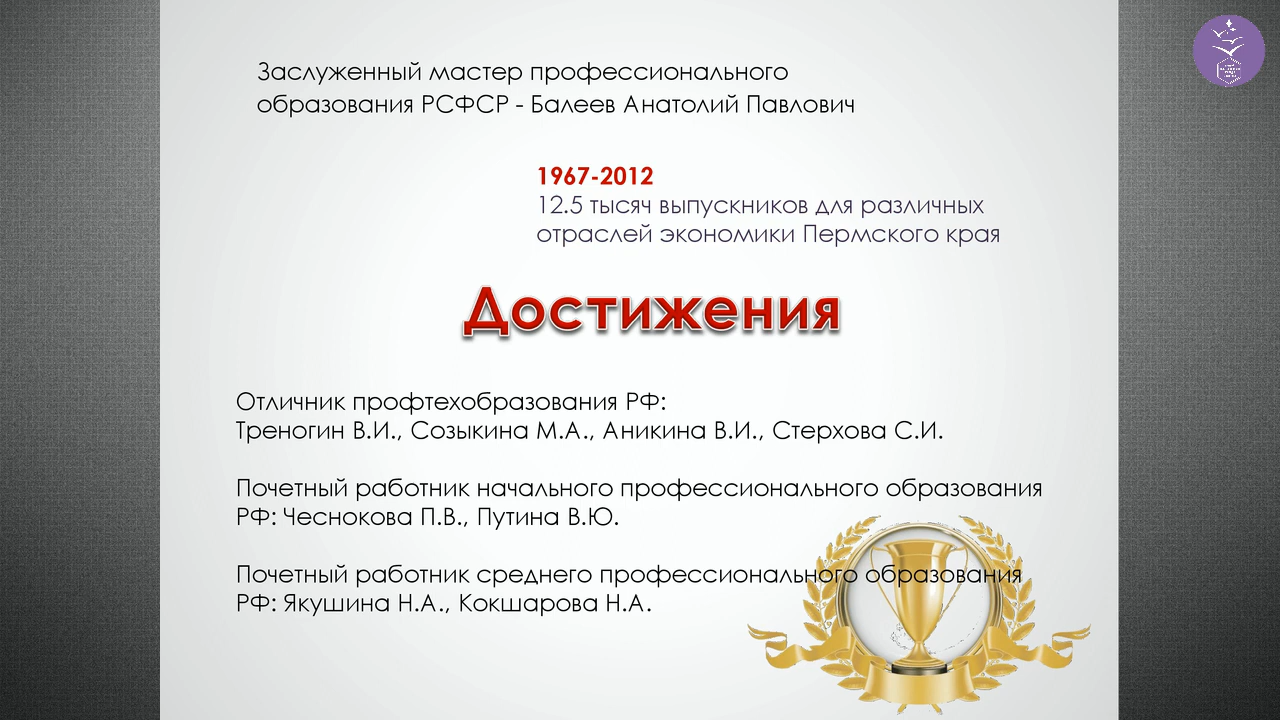 Заслуженный мастер профессионального
образования РСФСР - Балеев Анатолий Павлович
1967-2012
12.5 тысяч выпускников для различных
отраслей экономики Пермского края
Достижения
Отличник профтехобразования РФ:
Треногин В.И., Созыкина М.А., Аникина В.И., Стерхова С.И.
Почетный работник начального профессионального образования
РФ: Чеснокова П.В., Путина В.Ю.
Почетный работник среднего профессионального образования
РФ: Якушина Н.А., Кокшарова Н.А.